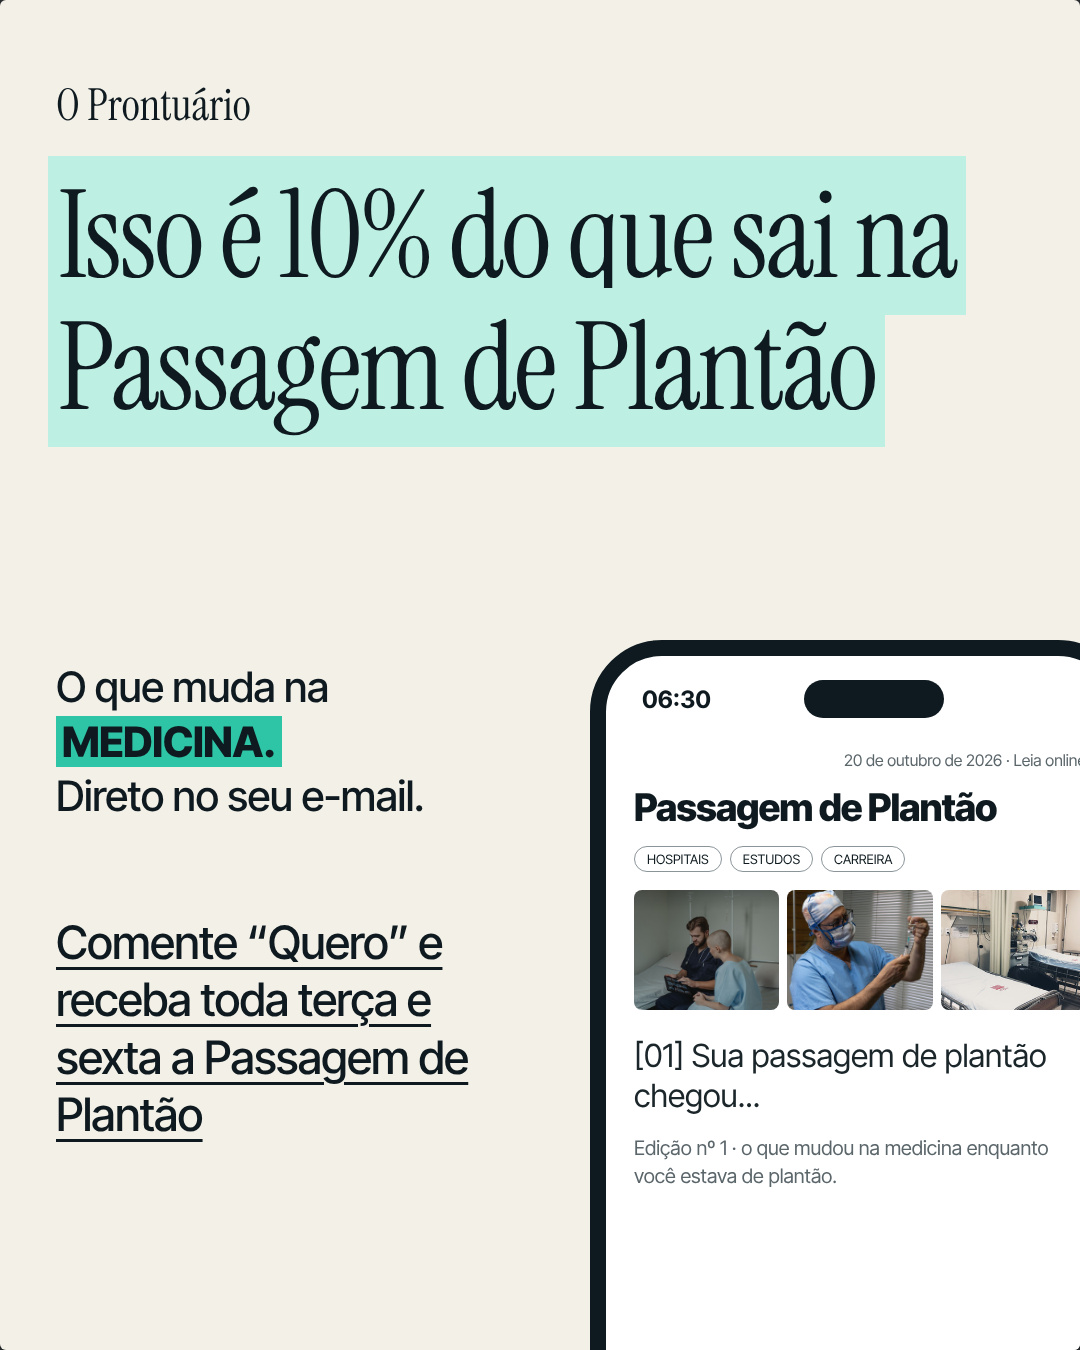 O Prontuário
Isso é 10% do que sai na
Passagem de Plantão
O que muda na
MEDICINA.
Direto no seu e-mail.
Comente “Quero” e
receba toda terça e
sexta a Passagem de
Plantão
06:30
20 de outubro de 2026 · Leia online
Passagem de Plantão
HOSPITAIS ESTUDOS CARREIRA
[01] Sua passagem de plantão
chegou...
Edição nº 1 · o que mudou na medicina enquanto
você estava de plantão.